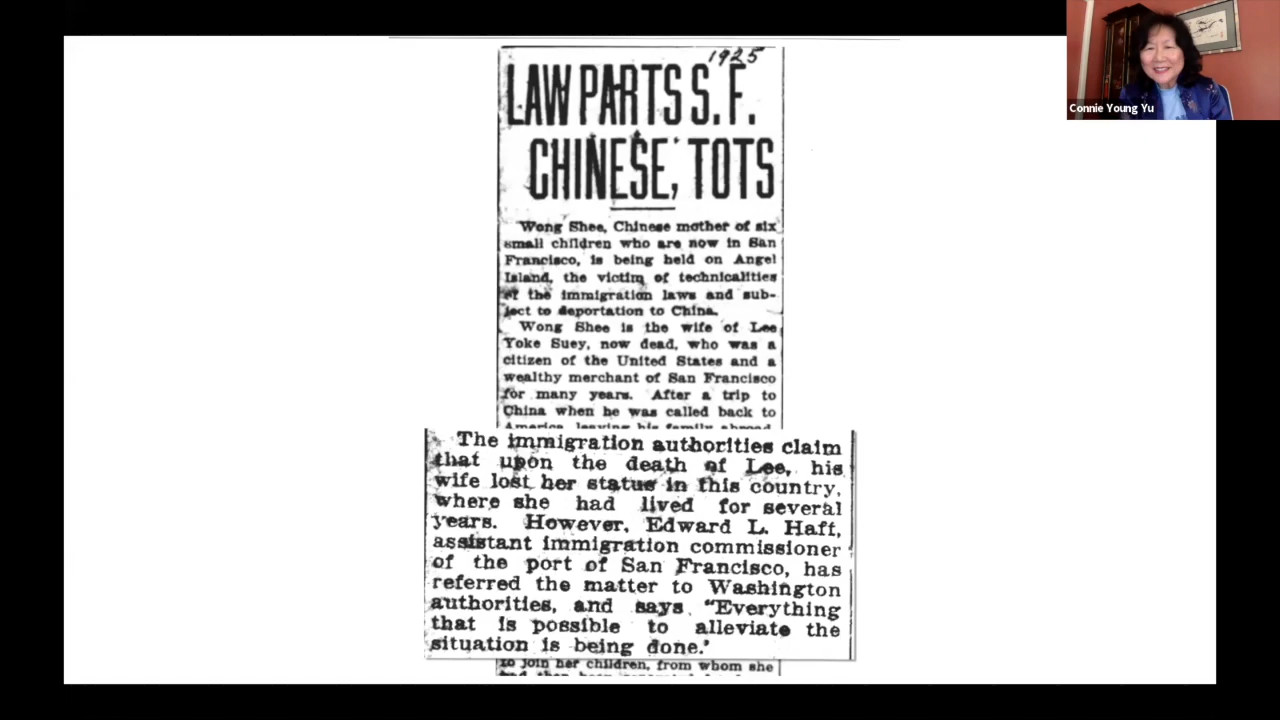 1925
LAW PARTS S. F.
CHINESE, TOTS
Wong Shee, Chinese mother of six
small children who are now in San
Francisco, is being held on Angel
Island, the victim of technicalities
of the immigration laws and sub-
ject to deportation to China.
Wong Shee is the wife of Lee
Yoke Suey, now dead, who was a
citizen of the United States and a
wealthy merchant of San Francisco
for many years. After a trip to
China when he was called back to
America, leaving his family abroad,
The immigration authorities claim
that upon the death of Lee, his
wife lost her status in this country,
where she had lived for several
years. However, Edward L. Haff,
assistant immigration commissioner
of the port of San Francisco, has
referred the matter to Washington
authorities, and says "Everything
that is possible to alleviate the
situation is being done.'
to join her children, from whom she
Connie Young Yu